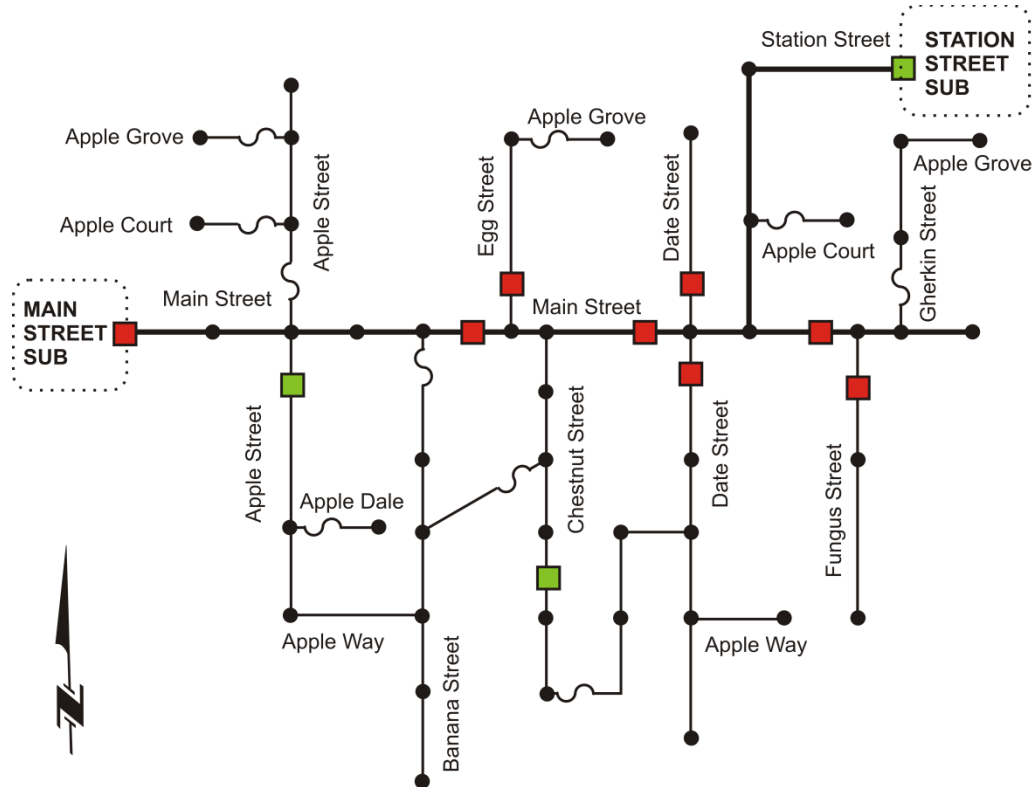 Station Street
STATION
STREET
SUB
Apple Grove
Apple Grove
Apple Grove
Apple Street
Egg Street
Date Street
Gherkin Street
Apple Court
Apple Court
MAIN
STREET
SUB
Main Street
Main Street
Apple Street
Apple Dale
Chestnut Street
Date Street
Fungus Street
Apple Way
Apple Way
Banana Street
N